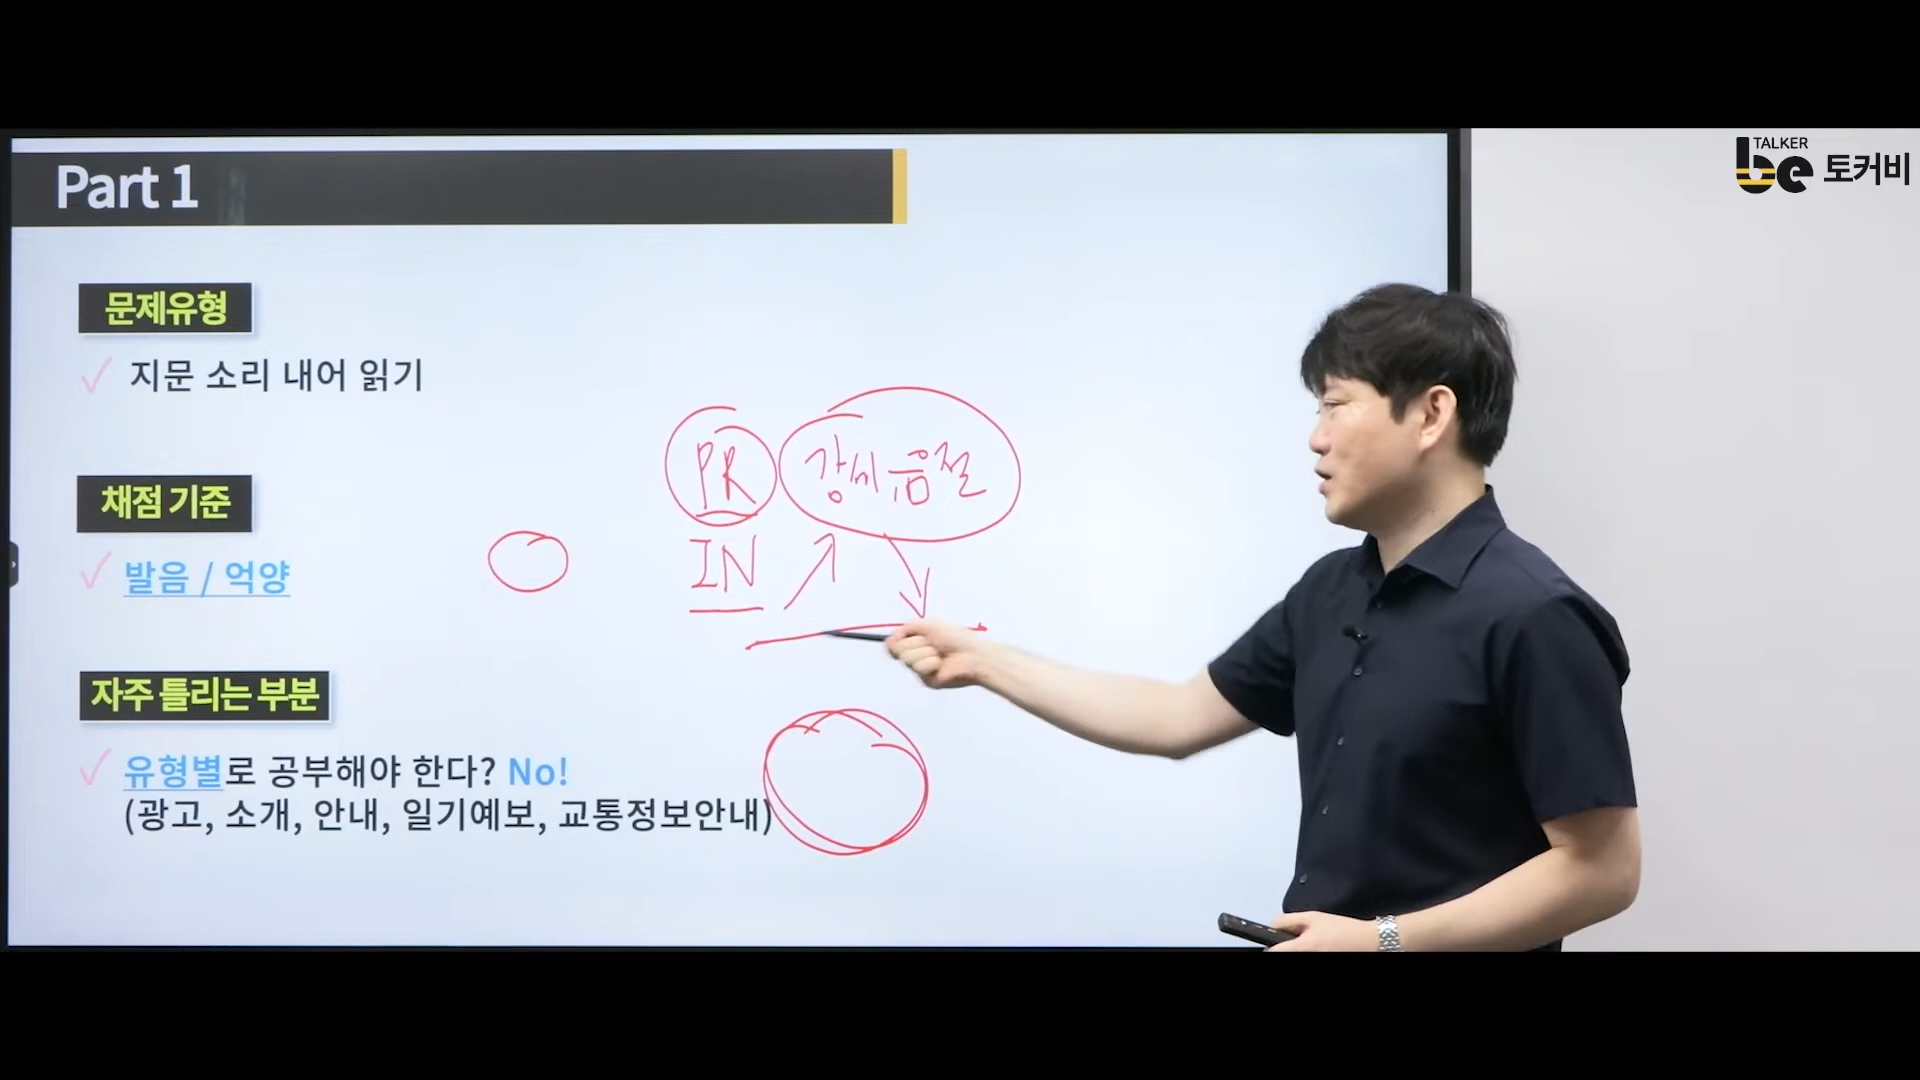 TALKER
be 토커비
Part 1
문제유형
지문 소리 내어 읽기
채점 기준
발음 / 억양
자주 틀리는 부분
유형별로 공부해야 한다? No!
(광고, 소개, 안내, 일기예보, 교통정보안내)
PR 강세 음절
IN